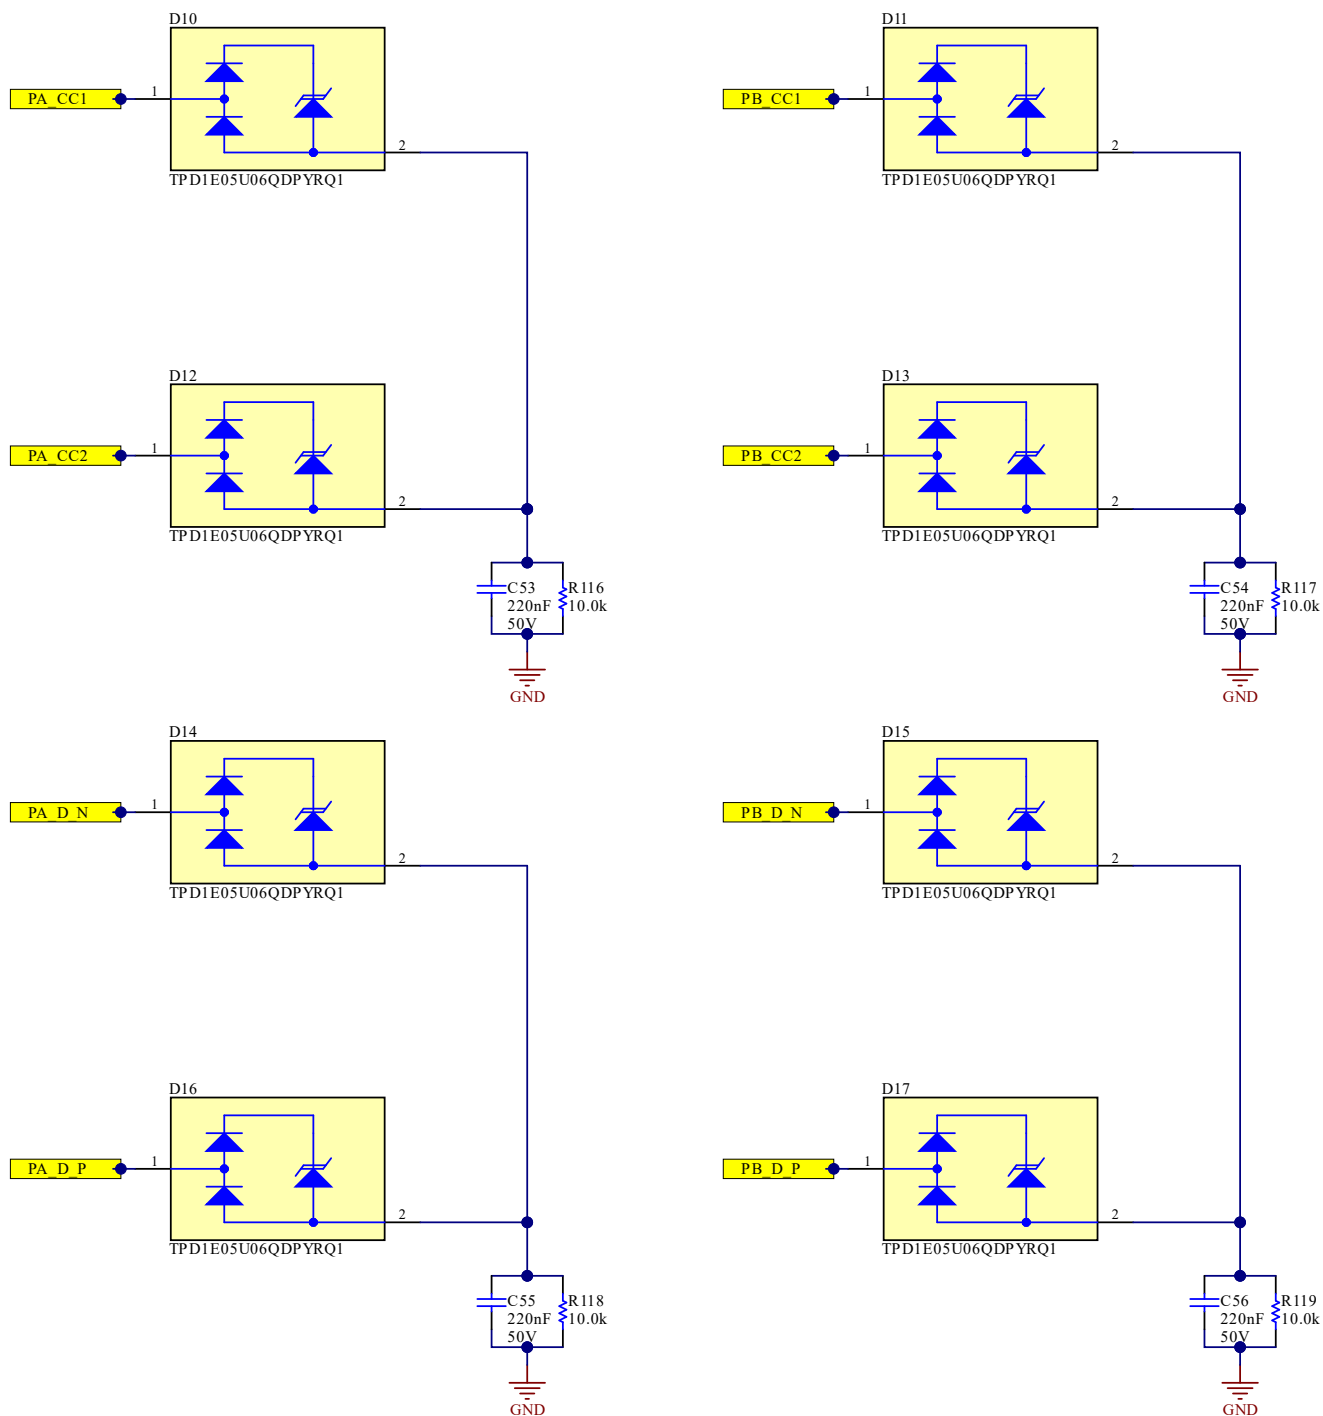 D10
PA_CC1
1
2
TPD1E05U06QDPYRQ1
D11
PB_CC1
1
2
TPD1E05U06QDPYRQ1
D12
PA_CC2
1
2
TPD1E05U06QDPYRQ1
D13
PB_CC2
1
2
TPD1E05U06QDPYRQ1
C53
220nF
50V
R116
10.0k
GND
C54
220nF
50V
R117
10.0k
GND
D14
PA_D_N
1
2
TPD1E05U06QDPYRQ1
D15
PB_D_N
1
2
TPD1E05U06QDPYRQ1
D16
PA_D_P
1
2
TPD1E05U06QDPYRQ1
D17
PB_D_P
1
2
TPD1E05U06QDPYRQ1
C55
220nF
50V
R118
10.0k
GND
C56
220nF
50V
R119
10.0k
GND